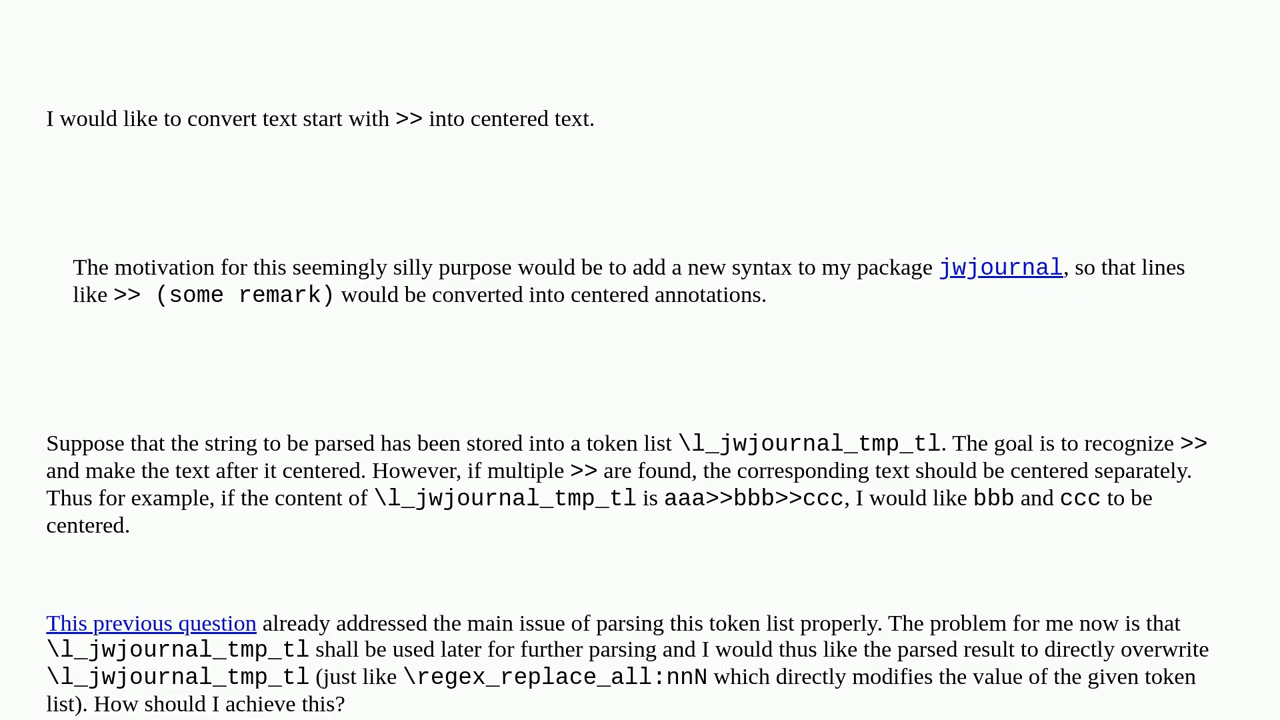 I would like to convert text start with >> into centered text.
The motivation for this seemingly silly purpose would be to add a new syntax to my package jwjournal, so that lines
like >> (some remark) would be converted into centered annotations.
Suppose that the string to be parsed has been stored into a token list \l_jwjournal_tmp_tl. The goal is to recognize >>
and make the text after it centered. However, if multiple >> are found, the corresponding text should be centered separately.
Thus for example, if the content of \l_jwjournal_tmp_tl is aaa>>bbb>>ccc, I would like bbb and ccc to be
centered.
This previous question already addressed the main issue of parsing this token list properly. The problem for me now is that
\l_jwjournal_tmp_tl shall be used later for further parsing and I would thus like the parsed result to directly overwrite
\l_jwjournal_tmp_tl (just like \regex_replace_all:nnN which directly modifies the value of the given token
list). How should I achieve this?